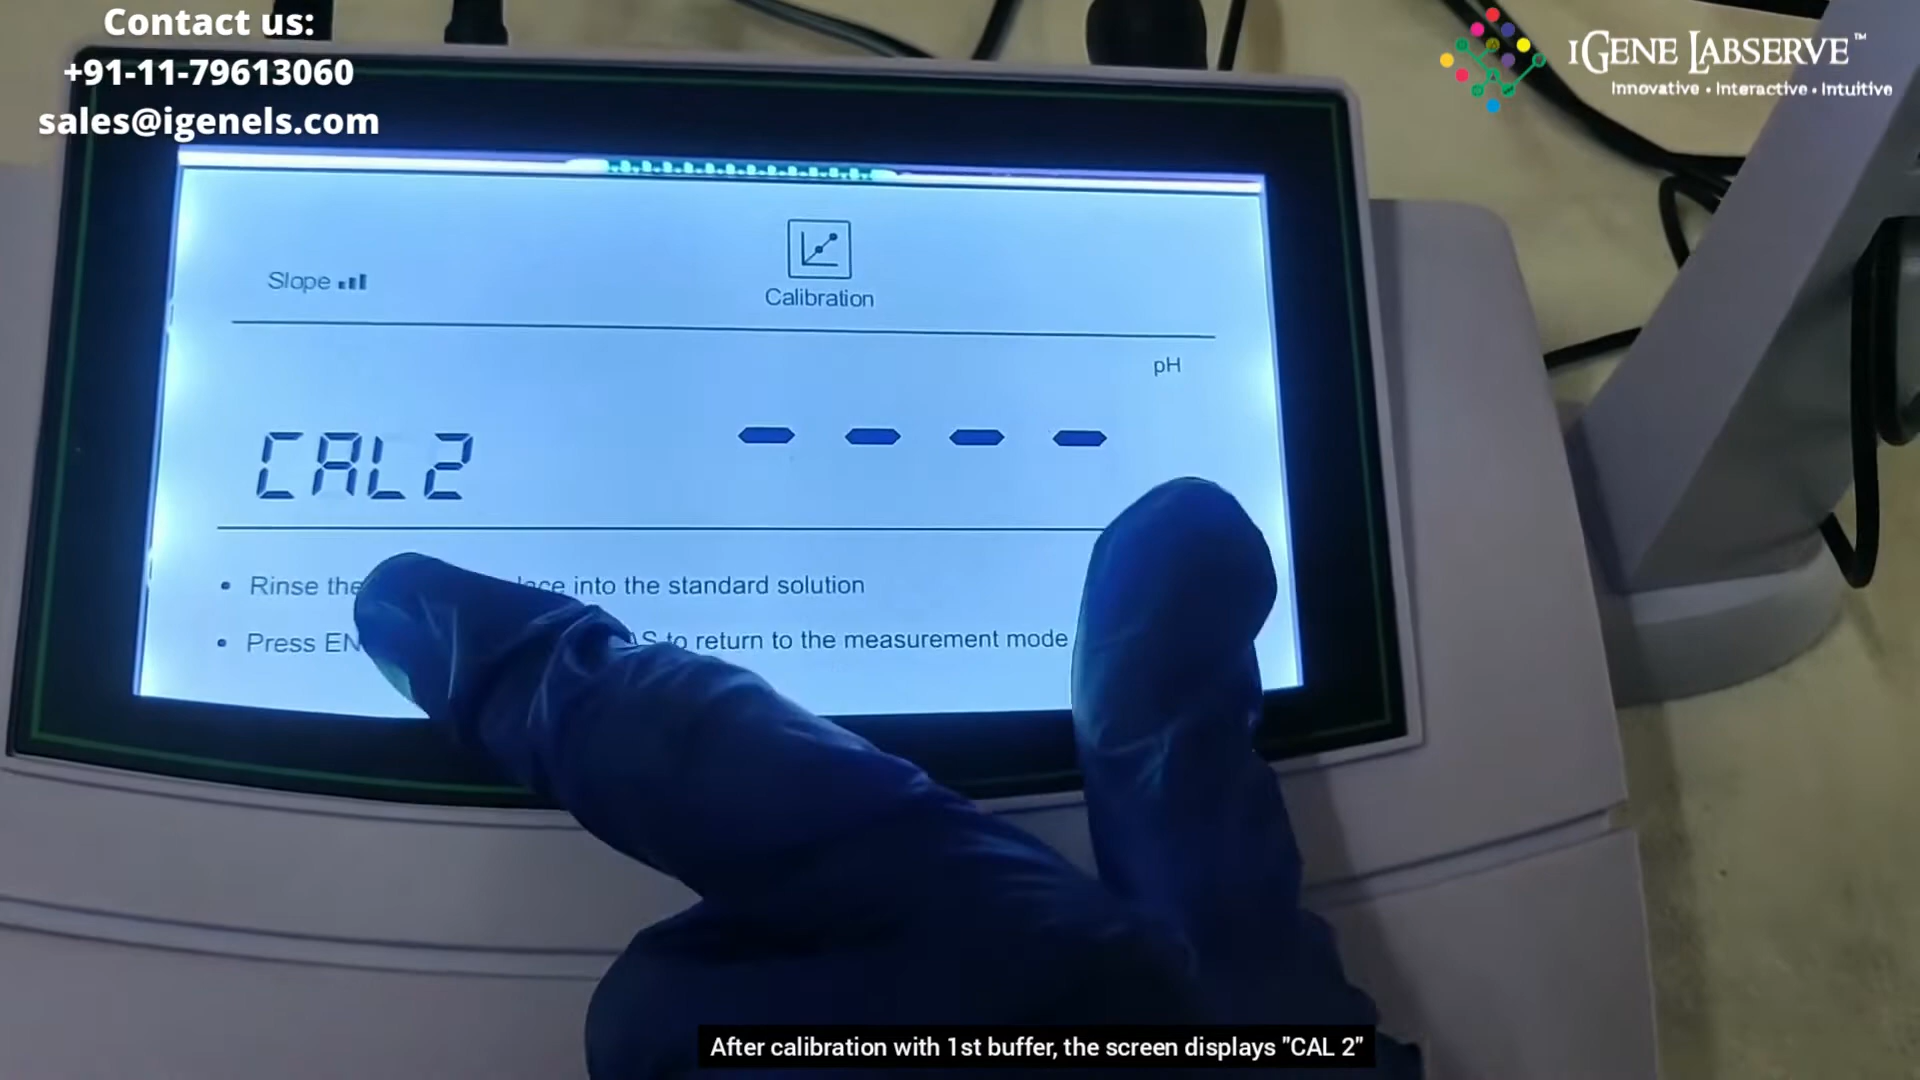 Contact us:
+91-11-79613060
sales@igenels.com
iGENE LABSERVE™
Innovative • Interactive • Intuitive
Slope
Calibration
pH
CAL2
- - - -
• Rinse the into the standard solution
• Press to return to the measurement mode
After calibration with 1st buffer, the screen displays "CAL 2"